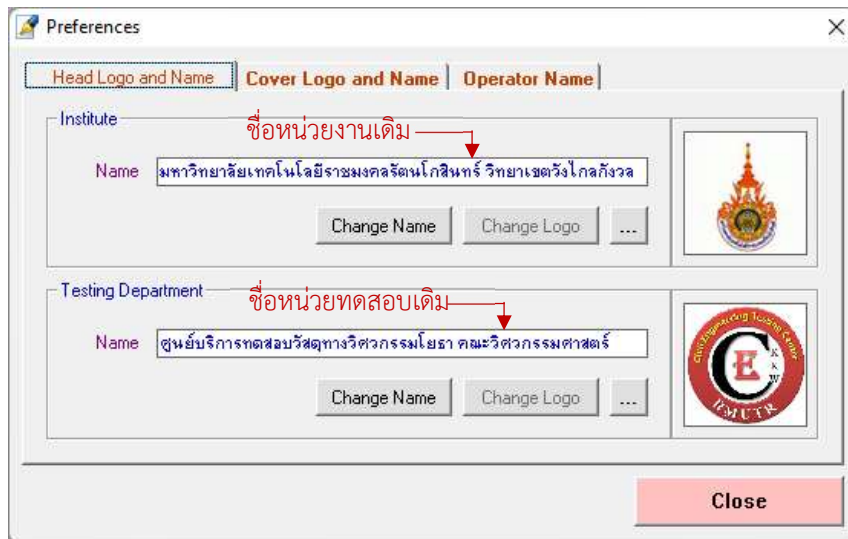 Preferences
Head Logo and Name
Cover Logo and Name
Operator Name
Institute
ชื่อหน่วยงานเดิม
Name
มหาวิทยาลัยเทคโนโลยีราชมงคลรัตนโกสินทร์ วิทยาเขตวังไกลกังวล
Change Name
Change Logo
...
Testing Department
ชื่อหน่วยทดสอบเดิม
Name
ศูนย์บริการทดสอบวัสดุทางวิศวกรรมโยธา คณะวิศวกรรมศาสตร์
Change Name
Change Logo
...
Civil Engineering Testing Center
CE
KKW
RMUTR
Close